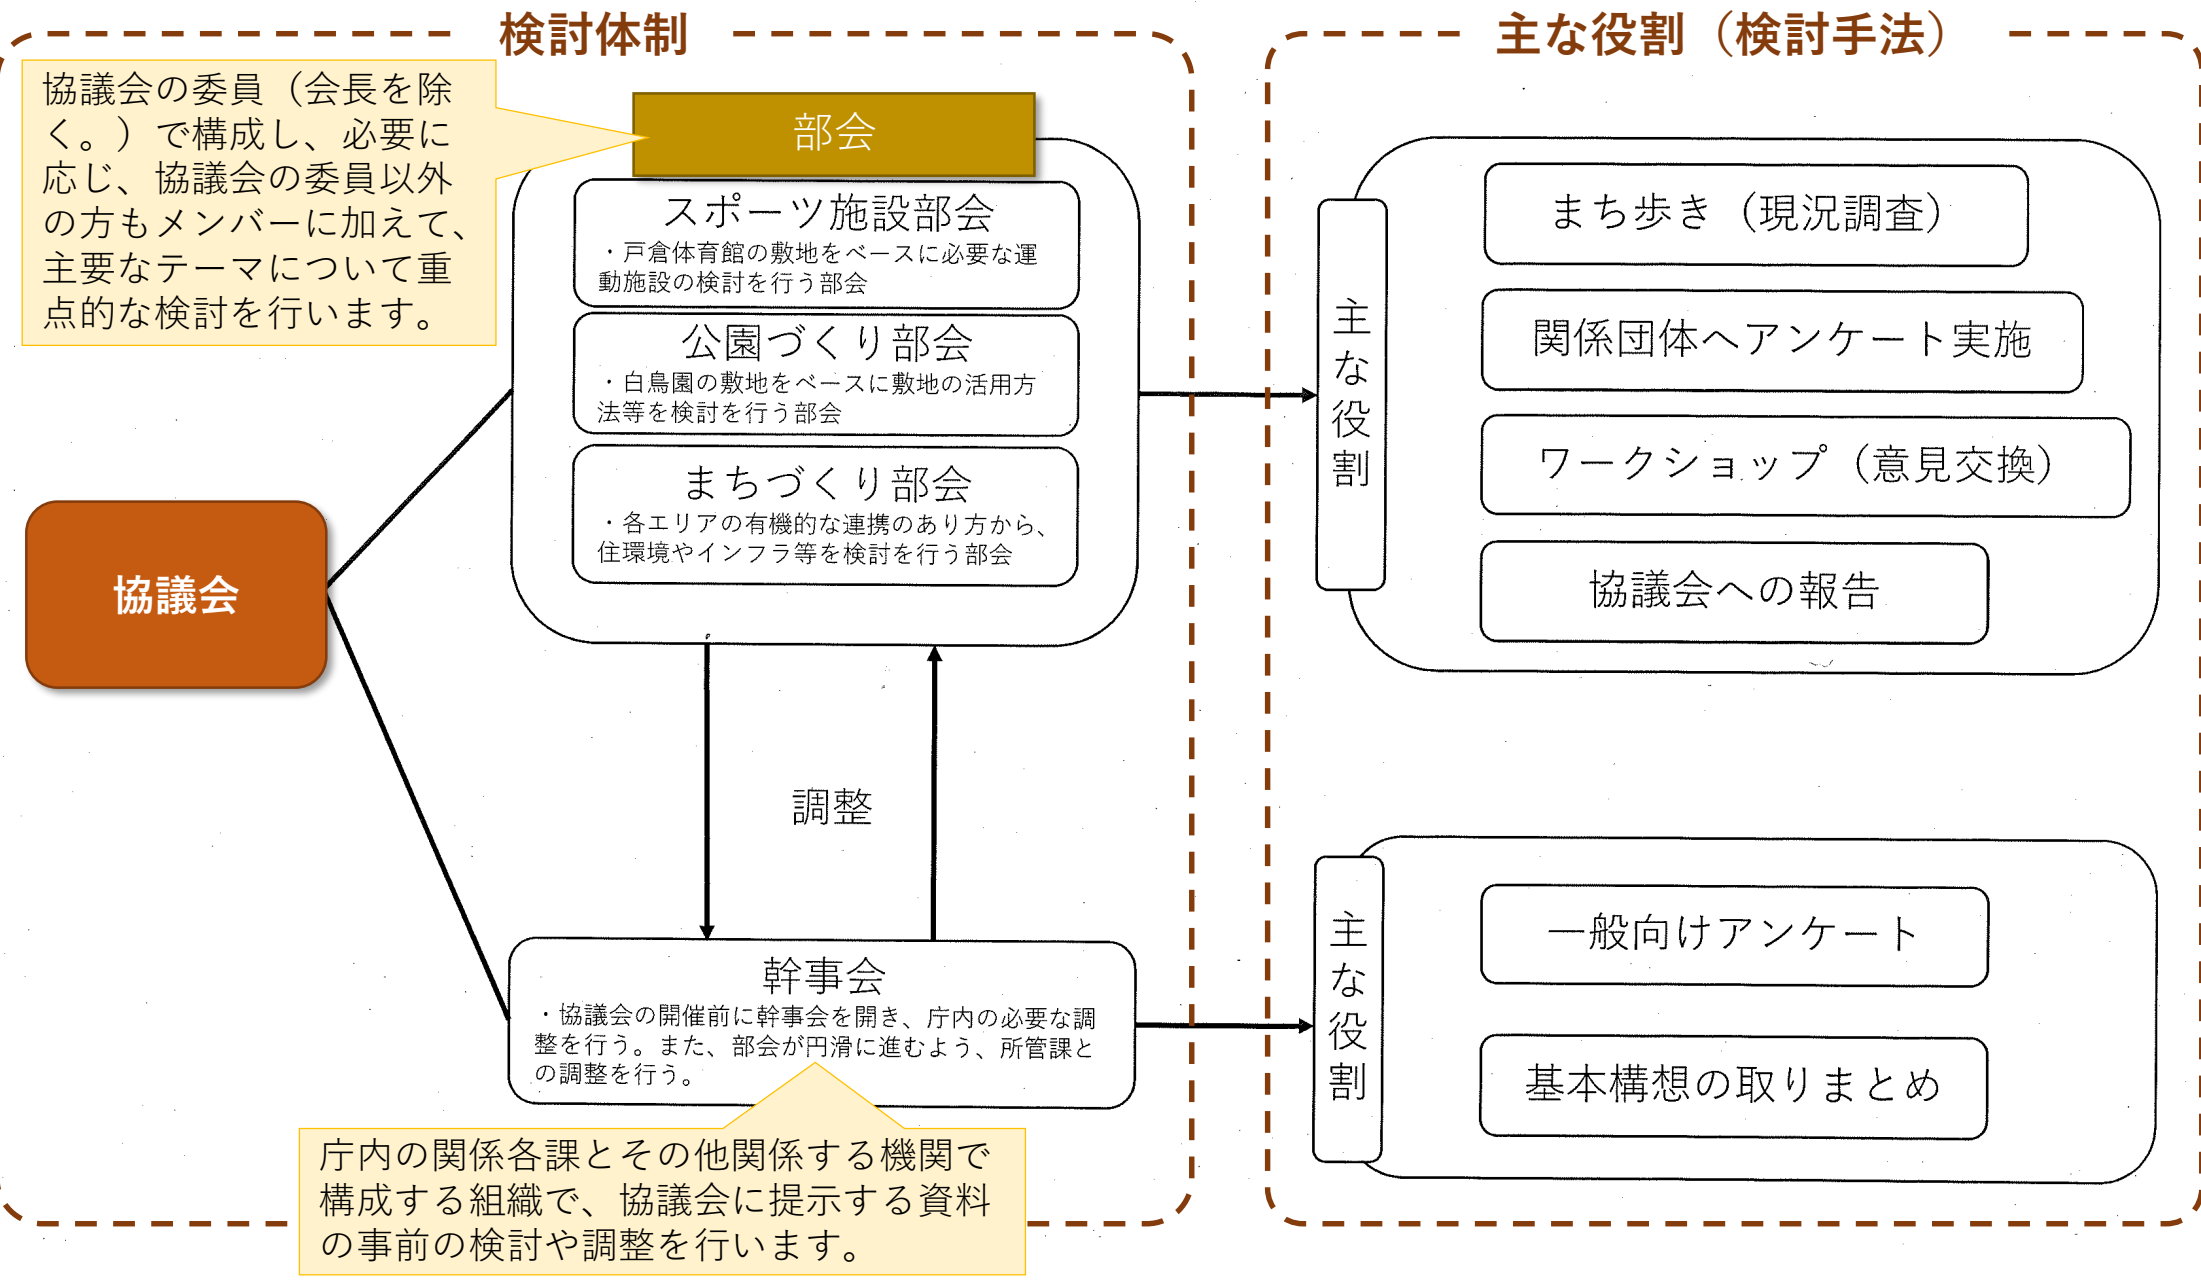 検討体制
協議会の委員（会長を除
く。）で構成し、必要に
応じ、協議会の委員以外
の方もメンバーに加えて、
主要なテーマについて重
点的な検討を行います。
部会
スポーツ施設部会
・戸倉体育館の敷地をベースに必要な運
動施設の検討を行う部会
公園づくり部会
・白鳥園の敷地をベースに敷地の活用方
法等を検討を行う部会
まちづくり部会
・各エリアの有機的な連携のあり方から、
住環境やインフラ等を検討を行う部会
協議会
調整
幹事会
・協議会の開催前に幹事会を開き、庁内の必要な調
整を行う。また、部会が円滑に進むよう、所管課と
の調整を行う。
庁内の関係各課とその他関係する機関で
構成する組織で、協議会に提示する資料
の事前の検討や調整を行います。
主な役割（検討手法）
主な役割
まち歩き（現況調査）
関係団体へアンケート実施
ワークショップ（意見交換）
協議会への報告
主な役割
一般向けアンケート
基本構想の取りまとめ